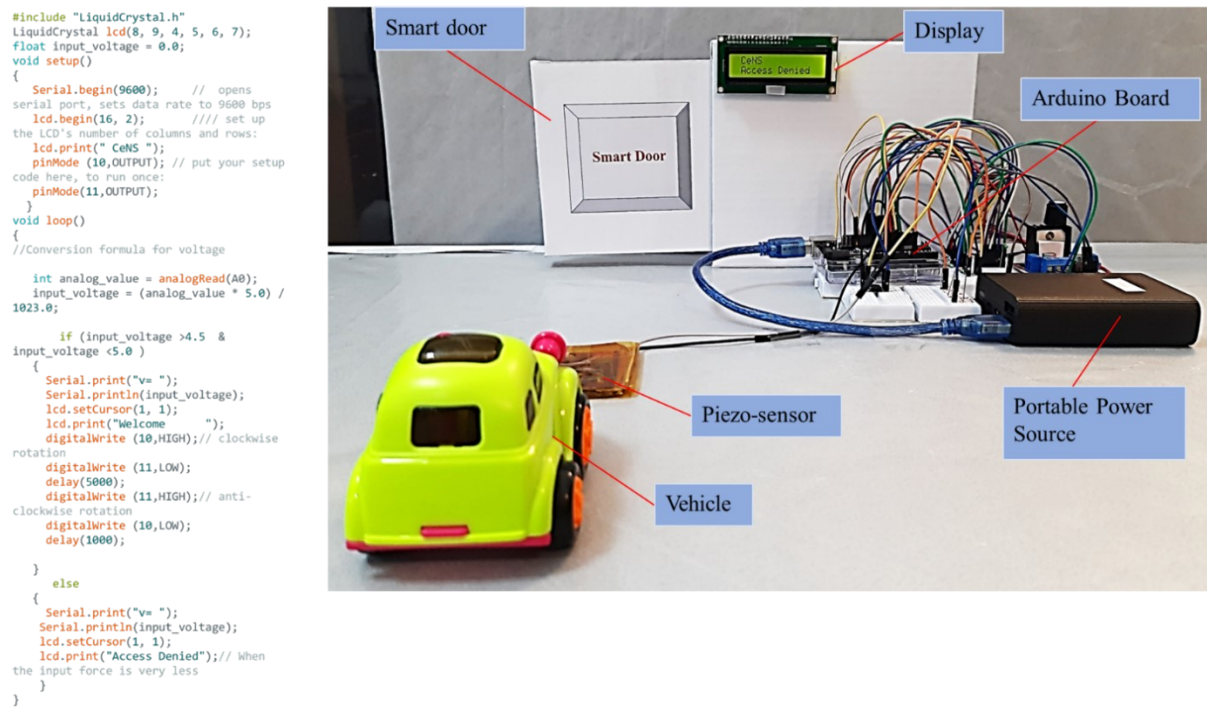 #include "LiquidCrystal.h"
LiquidCrystal lcd(8, 9, 4, 5, 6, 7);
float input_voltage = 0.0;
void setup()
{
Serial.begin(9600);     //  opens
serial port, sets data rate to 9600 bps
lcd.begin(16, 2);       //// set up
the LCD's number of columns and rows:
lcd.print(" CeNS ");
pinMode (10,OUTPUT); // put your setup
code here, to run once:
pinMode(11,OUTPUT);
}
void loop()
{
//Conversion formula for voltage
int analog_value = analogRead(A0);
input_voltage = (analog_value * 5.0) /
1023.0;
if (input_voltage >4.5  &
input_voltage <5.0 )
{
Serial.print("v= ");
Serial.println(input_voltage);
lcd.setCursor(1, 1);
lcd.print("Welcome      ");
digitalWrite (10,HIGH);// clockwise
rotation
digitalWrite (11,LOW);
delay(5000);
digitalWrite (11,HIGH);// anti-
clockwise rotation
digitalWrite (10,LOW);
delay(1000);
}
else
{
Serial.print("v= ");
Serial.println(input_voltage);
lcd.setCursor(1, 1);
lcd.print("Access Denied");// When
the input force is very less
}
}
Smart door
Display
CeNS
Access Denied
Arduino Board
Smart Door
Piezo-sensor
Portable Power
Source
Vehicle